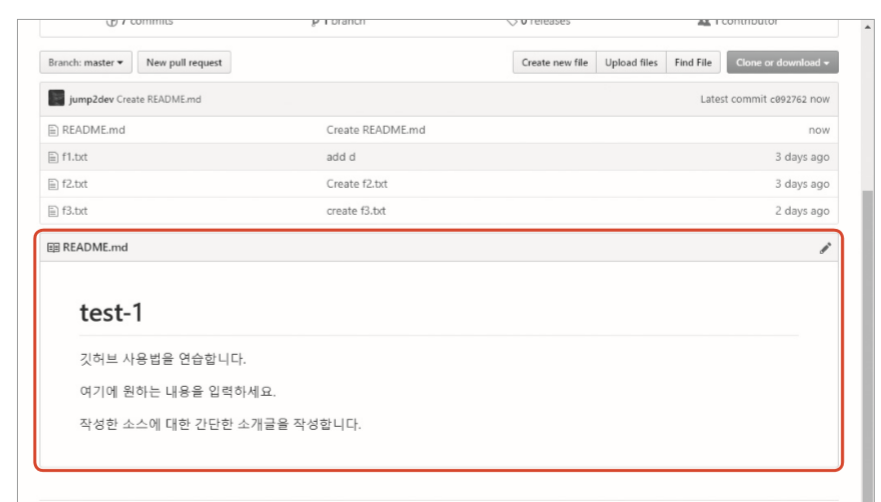 7 commits 1 branch 0 releases 1 contributor
Branch: master New pull request Create new file Upload files Find File Clone or download
jump2dev Create README.md Latest commit c092762 now
README.md Create README.md now
f1.txt add d 3 days ago
f2.txt Create f2.txt 3 days ago
f3.txt create f3.txt 2 days ago
README.md
test-1
깃허브 사용법을 연습합니다.
여기에 원하는 내용을 입력하세요.
작성한 소스에 대한 간단한 소개글을 작성합니다.